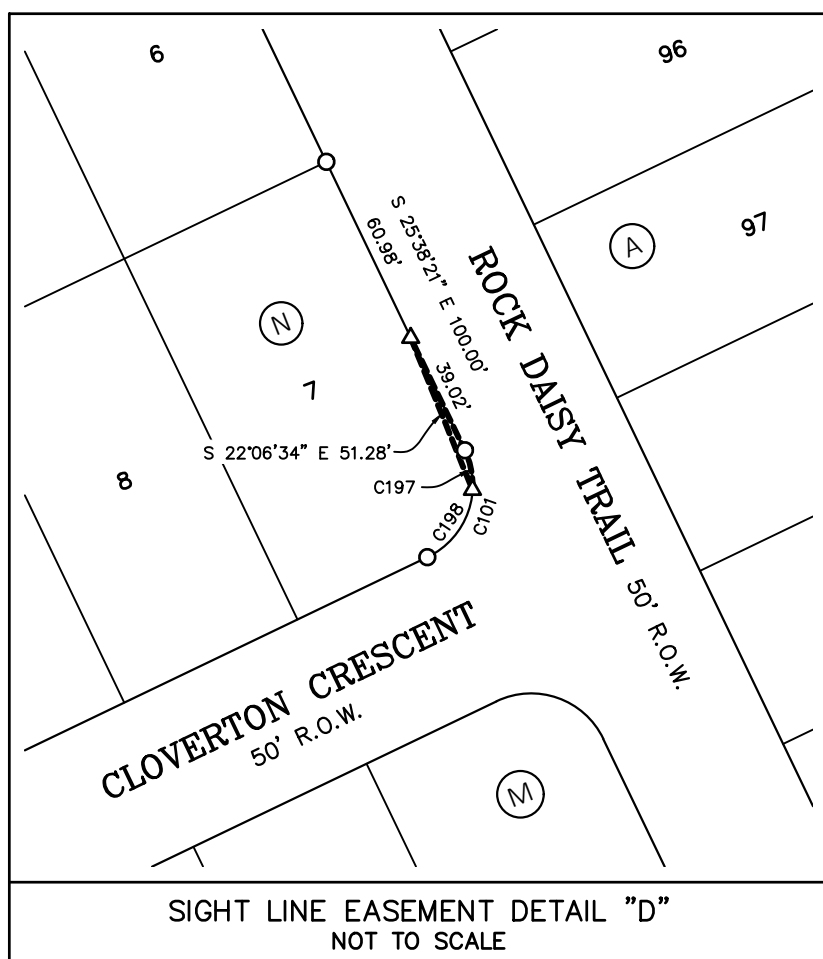 6
96
97
A
S 25°38'21" E 100.00'
60.98'
ROCK DAISY TRAIL 50' R.O.W.
N
7
39.02'
S 22°06'34" E 51.28'
8
C197
C198
C101
CLOVERTON CRESCENT
50' R.O.W.
M
SIGHT LINE EASEMENT DETAIL "D"
NOT TO SCALE